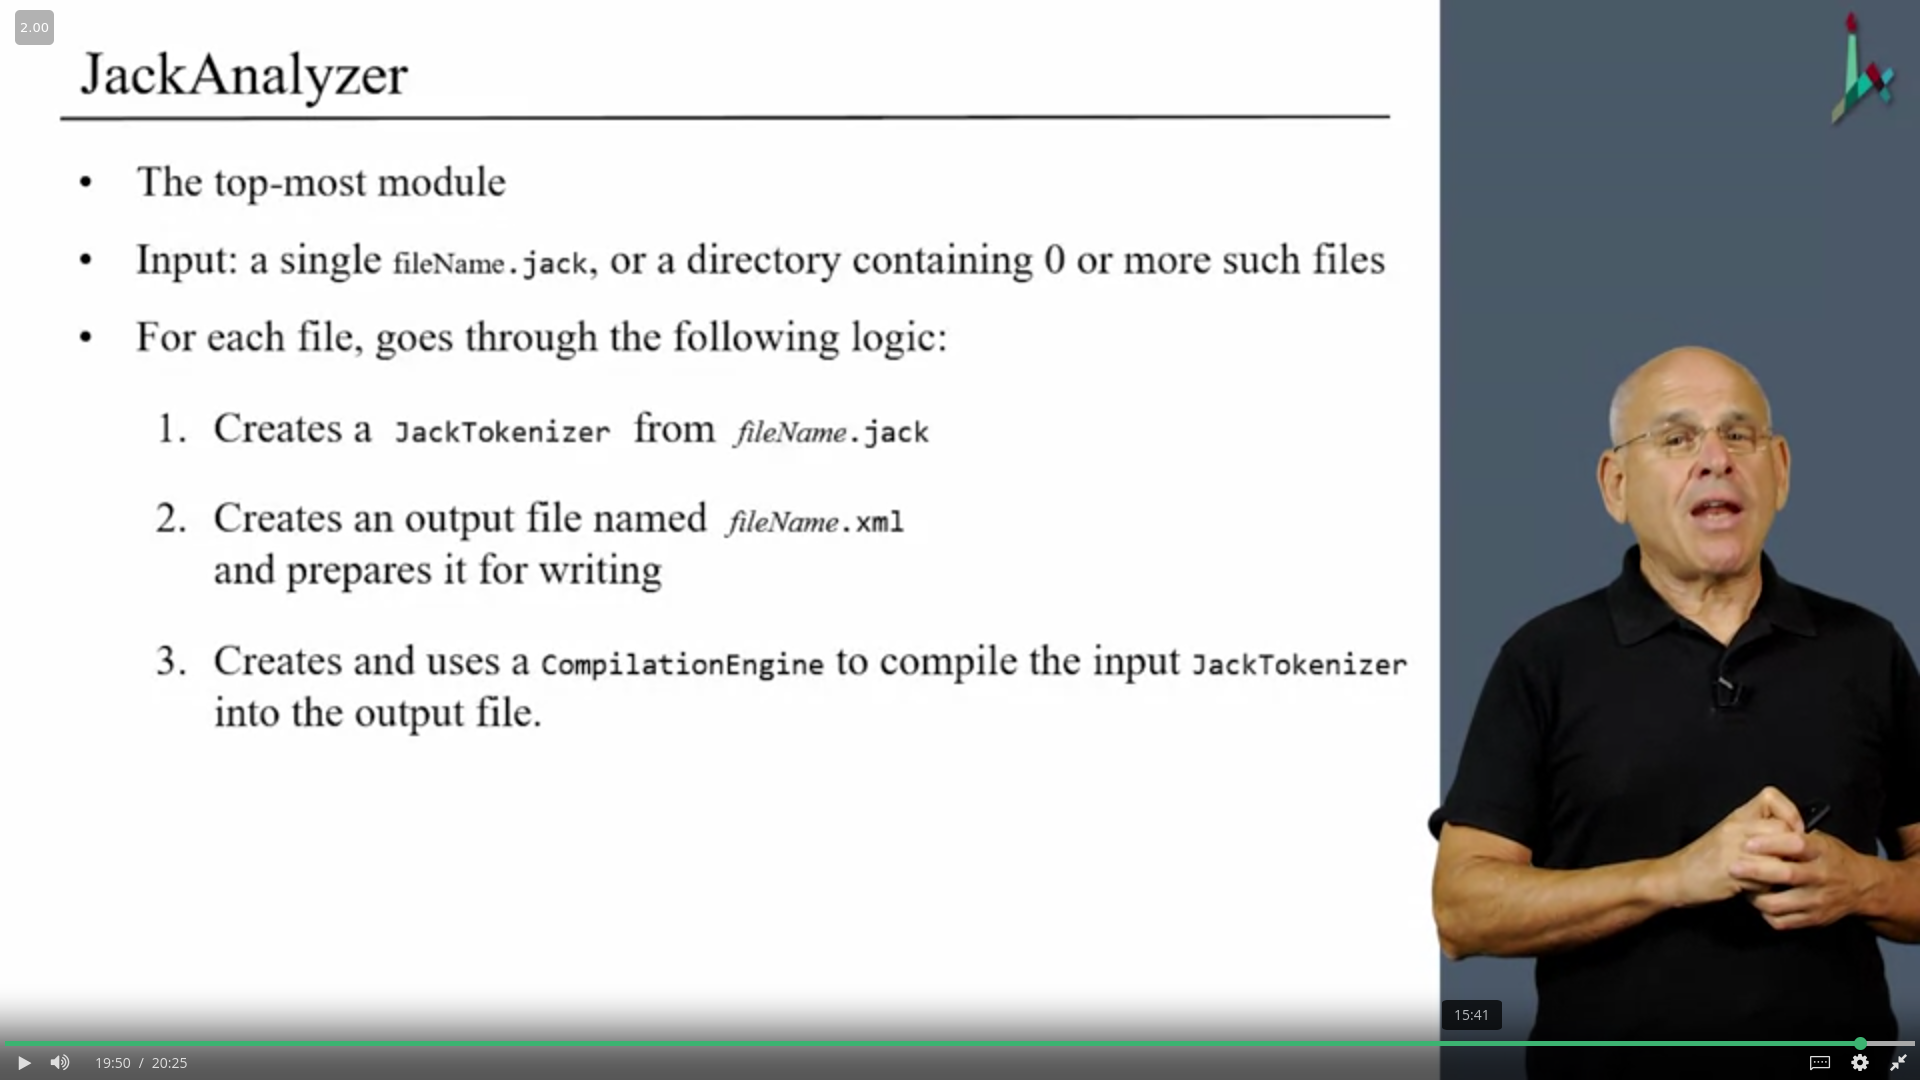 2.00
JackAnalyzer
• The top-most module
• Input: a single fileName.jack, or a directory containing 0 or more such files
• For each file, goes through the following logic:
1. Creates a JackTokenizer from fileName.jack
2. Creates an output file named fileName.xml
and prepares it for writing
3. Creates and uses a CompilationEngine to compile the input JackTokenizer
into the output file.
15:41
19:50 / 20:25